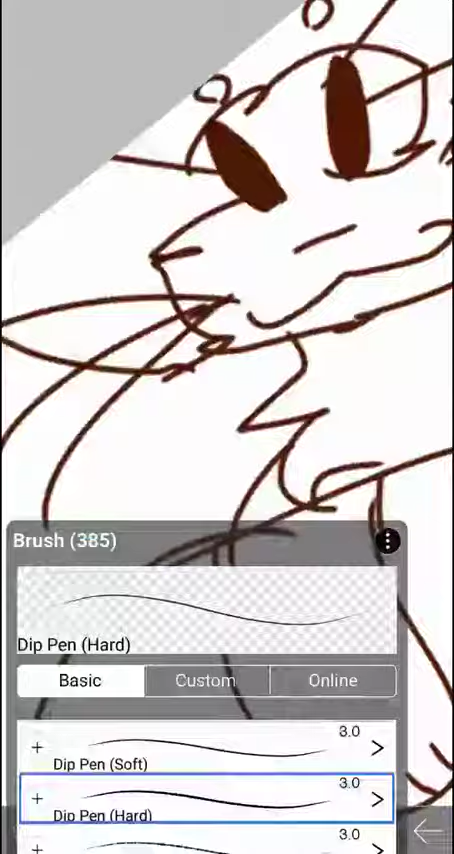 Brush (385)
Dip Pen (Hard)
Basic Custom Online
3.0
Dip Pen (Soft)
3.0
Dip Pen (Hard)
3.0